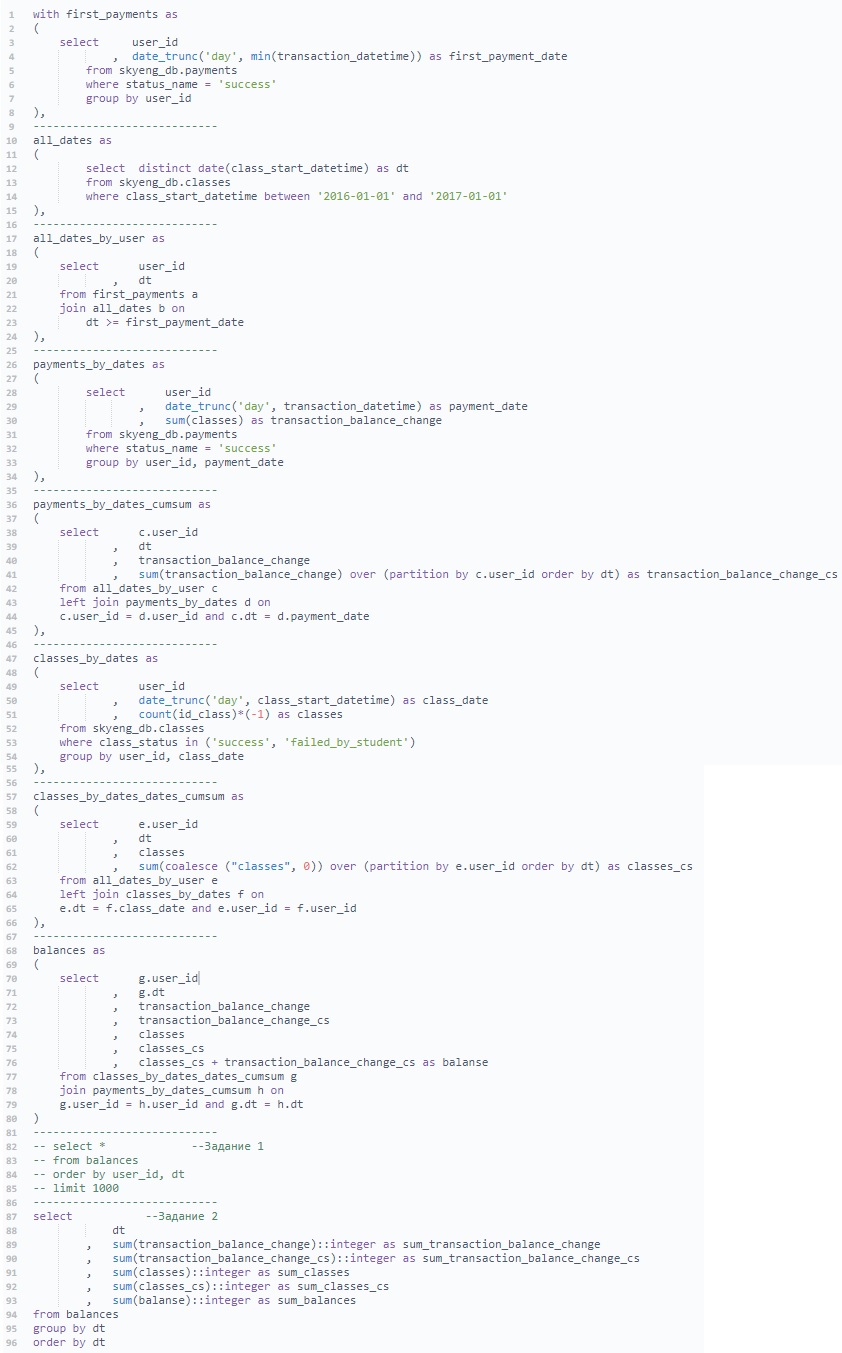 1 with first_payments as
2 (
3 select user_id
4 , date_trunc('day', min(transaction_datetime)) as first_payment_date
5 from skyeng_db.payments
6 where status_name = 'success'
7 group by user_id
8 ),
9 ----------------------------
10 all_dates as
11 (
12 select distinct date(class_start_datetime) as dt
13 from skyeng_db.classes
14 where class_start_datetime between '2016-01-01' and '2017-01-01'
15 ),
16 ----------------------------
17 all_dates_by_user as
18 (
19 select user_id
20 , dt
21 from first_payments a
22 join all_dates b on
23 dt >= first_payment_date
24 ),
25 ----------------------------
26 payments_by_dates as
27 (
28 select user_id
29 , date_trunc('day', transaction_datetime) as payment_date
30 , sum(classes) as transaction_balance_change
31 from skyeng_db.payments
32 where status_name = 'success'
33 group by user_id, payment_date
34 ),
35 ----------------------------
36 payments_by_dates_cumsum as
37 (
38 select c.user_id
39 , dt
40 , transaction_balance_change
41 , sum(transaction_balance_change) over (partition by c.user_id order by dt) as transaction_balance_change_cs
42 from all_dates_by_user c
43 left join payments_by_dates d on
44 c.user_id = d.user_id and c.dt = d.payment_date
45 ),
46 ----------------------------
47 classes_by_dates as
48 (
49 select user_id
50 , date_trunc('day', class_start_datetime) as class_date
51 , count(id_class)*(-1) as classes
52 from skyeng_db.classes
53 where class_status in ('success', 'failed_by_student')
54 group by user_id, class_date
55 ),
56 ----------------------------
57 classes_by_dates_dates_cumsum as
58 (
59 select e.user_id
60 , dt
61 , classes
62 , sum(coalesce ("classes", 0)) over (partition by e.user_id order by dt) as classes_cs
63 from all_dates_by_user e
64 left join classes_by_dates f on
65 e.dt = f.class_date and e.user_id = f.user_id
66 ),
67 ----------------------------
68 balances as
69 (
70 select g.user_id
71 , g.dt
72 , transaction_balance_change
73 , transaction_balance_change_cs
74 , classes
75 , classes_cs
76 , classes_cs + transaction_balance_change_cs as balanse
77 from classes_by_dates_dates_cumsum g
78 join payments_by_dates_cumsum h on
79 g.user_id = h.user_id and g.dt = h.dt
80 )
81 ----------------------------
82 -- select * --Задание 1
83 -- from balances
84 -- order by user_id, dt
85 -- limit 1000
86 ----------------------------
87 select --Задание 2
88 dt
89 , sum(transaction_balance_change)::integer as sum_transaction_balance_change
90 , sum(transaction_balance_change_cs)::integer as sum_transaction_balance_change_cs
91 , sum(classes)::integer as sum_classes
92 , sum(classes_cs)::integer as sum_classes_cs
93 , sum(balanse)::integer as sum_balances
94 from balances
95 group by dt
96 order by dt